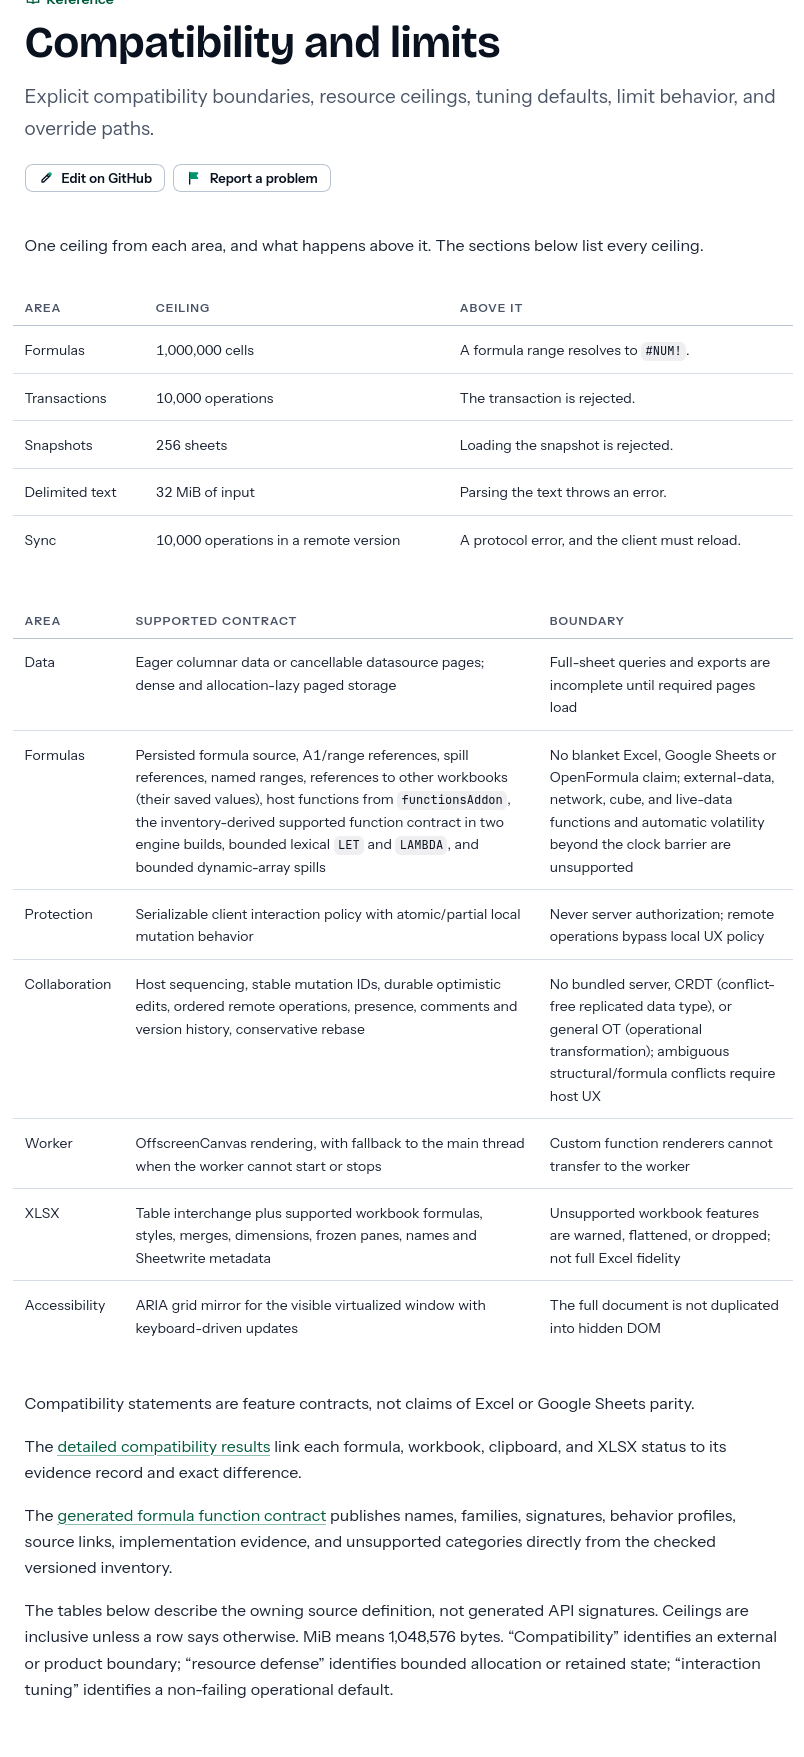 Reference
Compatibility and limits
Explicit compatibility boundaries, resource ceilings, tuning defaults, limit behavior, and
override paths.
Edit on GitHub
Report a problem
One ceiling from each area, and what happens above it. The sections below list every ceiling.
AREA CEILING ABOVE IT
Formulas 1,000,000 cells A formula range resolves to #NUM!.
Transactions 10,000 operations The transaction is rejected.
Snapshots 256 sheets Loading the snapshot is rejected.
Delimited text 32 MiB of input Parsing the text throws an error.
Sync 10,000 operations in a remote version A protocol error, and the client must reload.
AREA SUPPORTED CONTRACT BOUNDARY
Data
Eager columnar data or cancellable datasource pages;
dense and allocation-lazy paged storage
Full-sheet queries and exports are
incomplete until required pages
load
Formulas
Persisted formula source, A1/range references, spill
references, named ranges, references to other workbooks
(their saved values), host functions from functionsAddon,
the inventory-derived supported function contract in two
engine builds, bounded lexical LET and LAMBDA, and
bounded dynamic-array spills
No blanket Excel, Google Sheets or
OpenFormula claim; external-data,
network, cube, and live-data
functions and automatic volatility
beyond the clock barrier are
unsupported
Protection
Serializable client interaction policy with atomic/partial local
mutation behavior
Never server authorization; remote
operations bypass local UX policy
Collaboration
Host sequencing, stable mutation IDs, durable optimistic
edits, ordered remote operations, presence, comments and
version history, conservative rebase
No bundled server, CRDT (conflict-
free replicated data type), or
general OT (operational
transformation); ambiguous
structural/formula conflicts require
host UX
Worker
OffscreenCanvas rendering, with fallback to the main thread
when the worker cannot start or stops
Custom function renderers cannot
transfer to the worker
XLSX
Table interchange plus supported workbook formulas,
styles, merges, dimensions, frozen panes, names and
Sheetwrite metadata
Unsupported workbook features
are warned, flattened, or dropped;
not full Excel fidelity
Accessibility
ARIA grid mirror for the visible virtualized window with
keyboard-driven updates
The full document is not duplicated
into hidden DOM
Compatibility statements are feature contracts, not claims of Excel or Google Sheets parity.
The detailed compatibility results link each formula, workbook, clipboard, and XLSX status to its
evidence record and exact difference.
The generated formula function contract publishes names, families, signatures, behavior profiles,
source links, implementation evidence, and unsupported categories directly from the checked
versioned inventory.
The tables below describe the owning source definition, not generated API signatures. Ceilings are
inclusive unless a row says otherwise. MiB means 1,048,576 bytes. “Compatibility” identifies an external
or product boundary; “resource defense” identifies bounded allocation or retained state; “interaction
tuning” identifies a non-failing operational default.